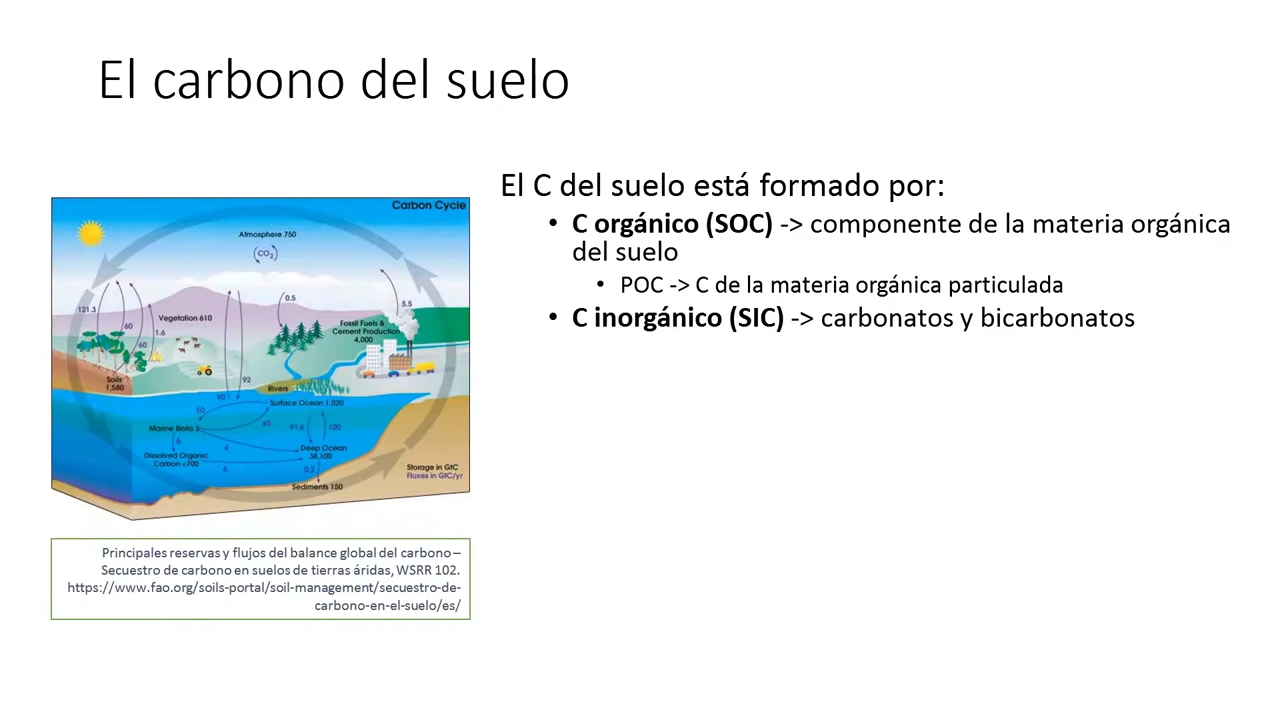 El carbono del suelo
El C del suelo está formado por:
• C orgánico (SOC) -> componente de la materia orgánica
del suelo
• POC -> C de la materia orgánica particulada
• C inorgánico (SIC) -> carbonatos y bicarbonatos
Carbon Cycle
Atmosphere 750
CO₂
121.3
60
1.6
60
Vegetation 610
0.5
5.5
Fossil Fuels &
Cement Production
4,000
Soils
1,580
92
90
Rivers
Surface Ocean 1,020
50
40
91.6
100
Marine Biota 3
6
4
Dissolved Organic
Carbon <700
6
Deep Ocean
38,100
0.2
Sediments 150
Storage in GtC
Fluxes in GtC/yr
Principales reservas y flujos del balance global del carbono –
Secuestro de carbono en suelos de tierras áridas, WSRR 102.
https://www.fao.org/soils-portal/soil-management/secuestro-de-
carbono-en-el-suelo/es/